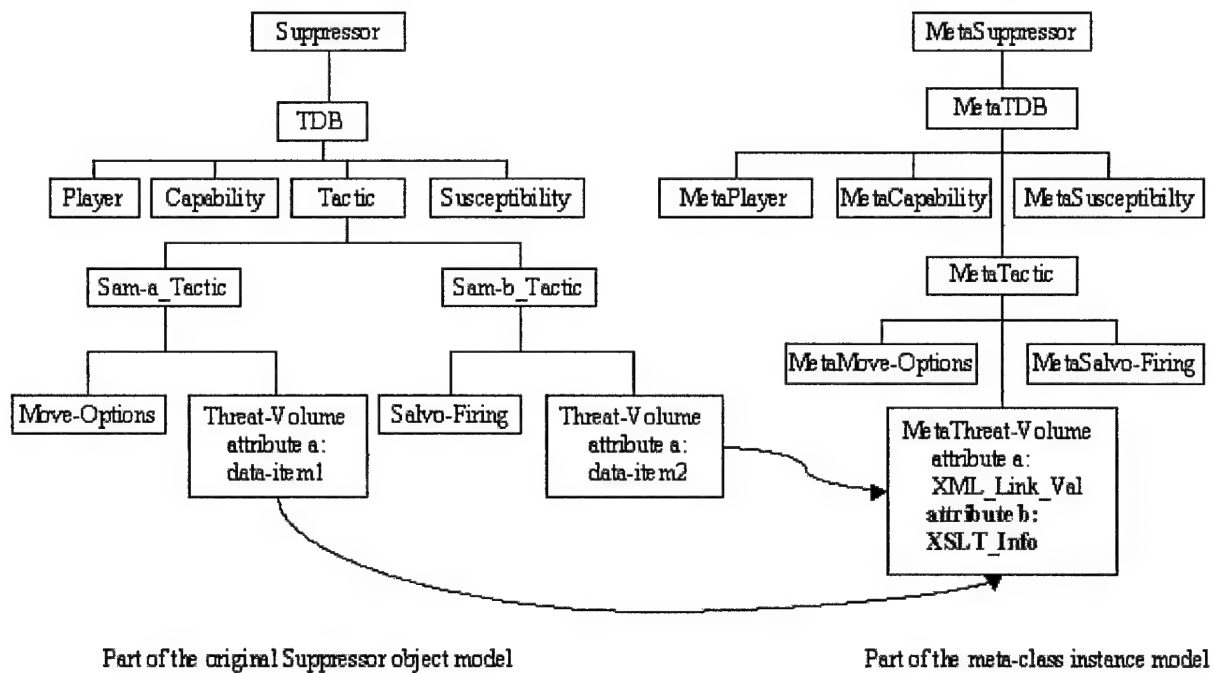 Suppressor
MetaSuppressor
TDB
MetaTDB
Player
Capability
Tactic
Susceptibility
MetaPlayer
MetaCapability
MetaSusceptibilty
Sam-a_Tactic
Sam-b_Tactic
MetaTactic
MetaMove-Options
MetaSalvo-Firing
Move-Options
Threat-Volume
attribute a:
data-item1
Salvo-Firing
Threat-Volume
attribute a:
data-item2
MetaThreat-Volume
attribute a:
XML_Link_Val
attribute b:
XSLT_Info
Part of the original Suppressor object model
Part of the meta-class instance model